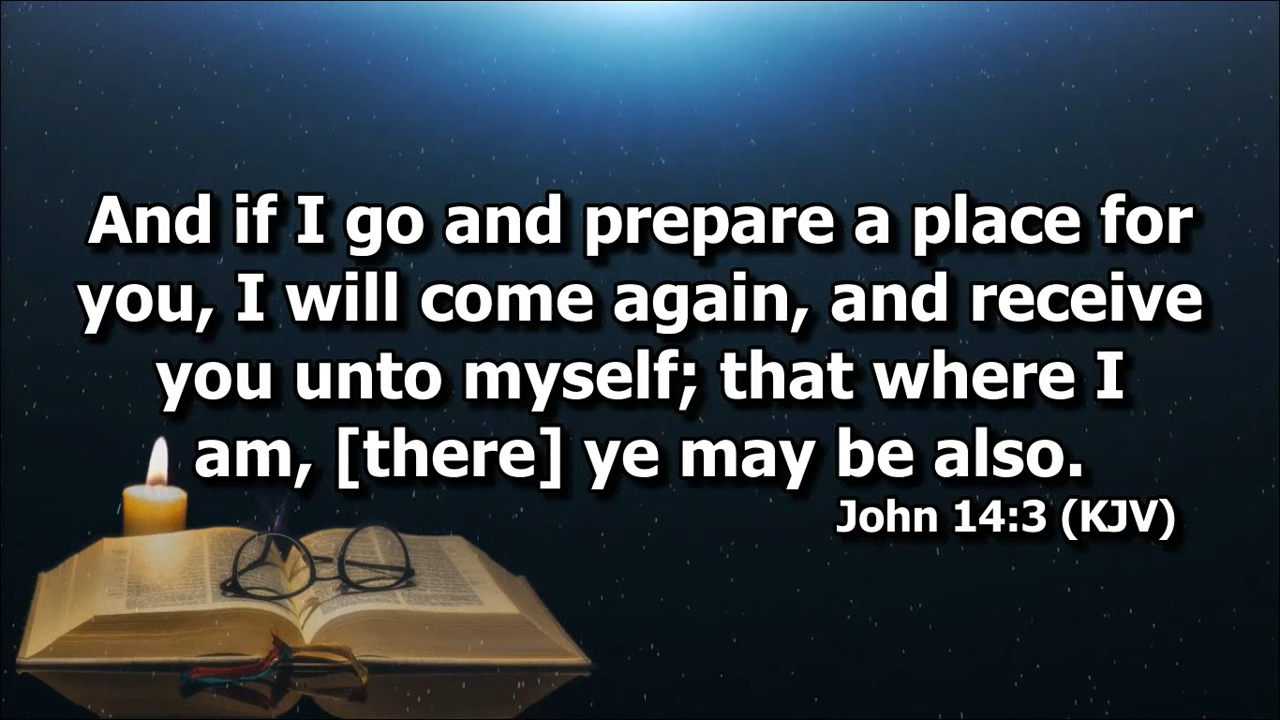 And if I go and prepare a place for
you, I will come again, and receive
you unto myself; that where I
am, [there] ye may be also.
John 14:3 (KJV)